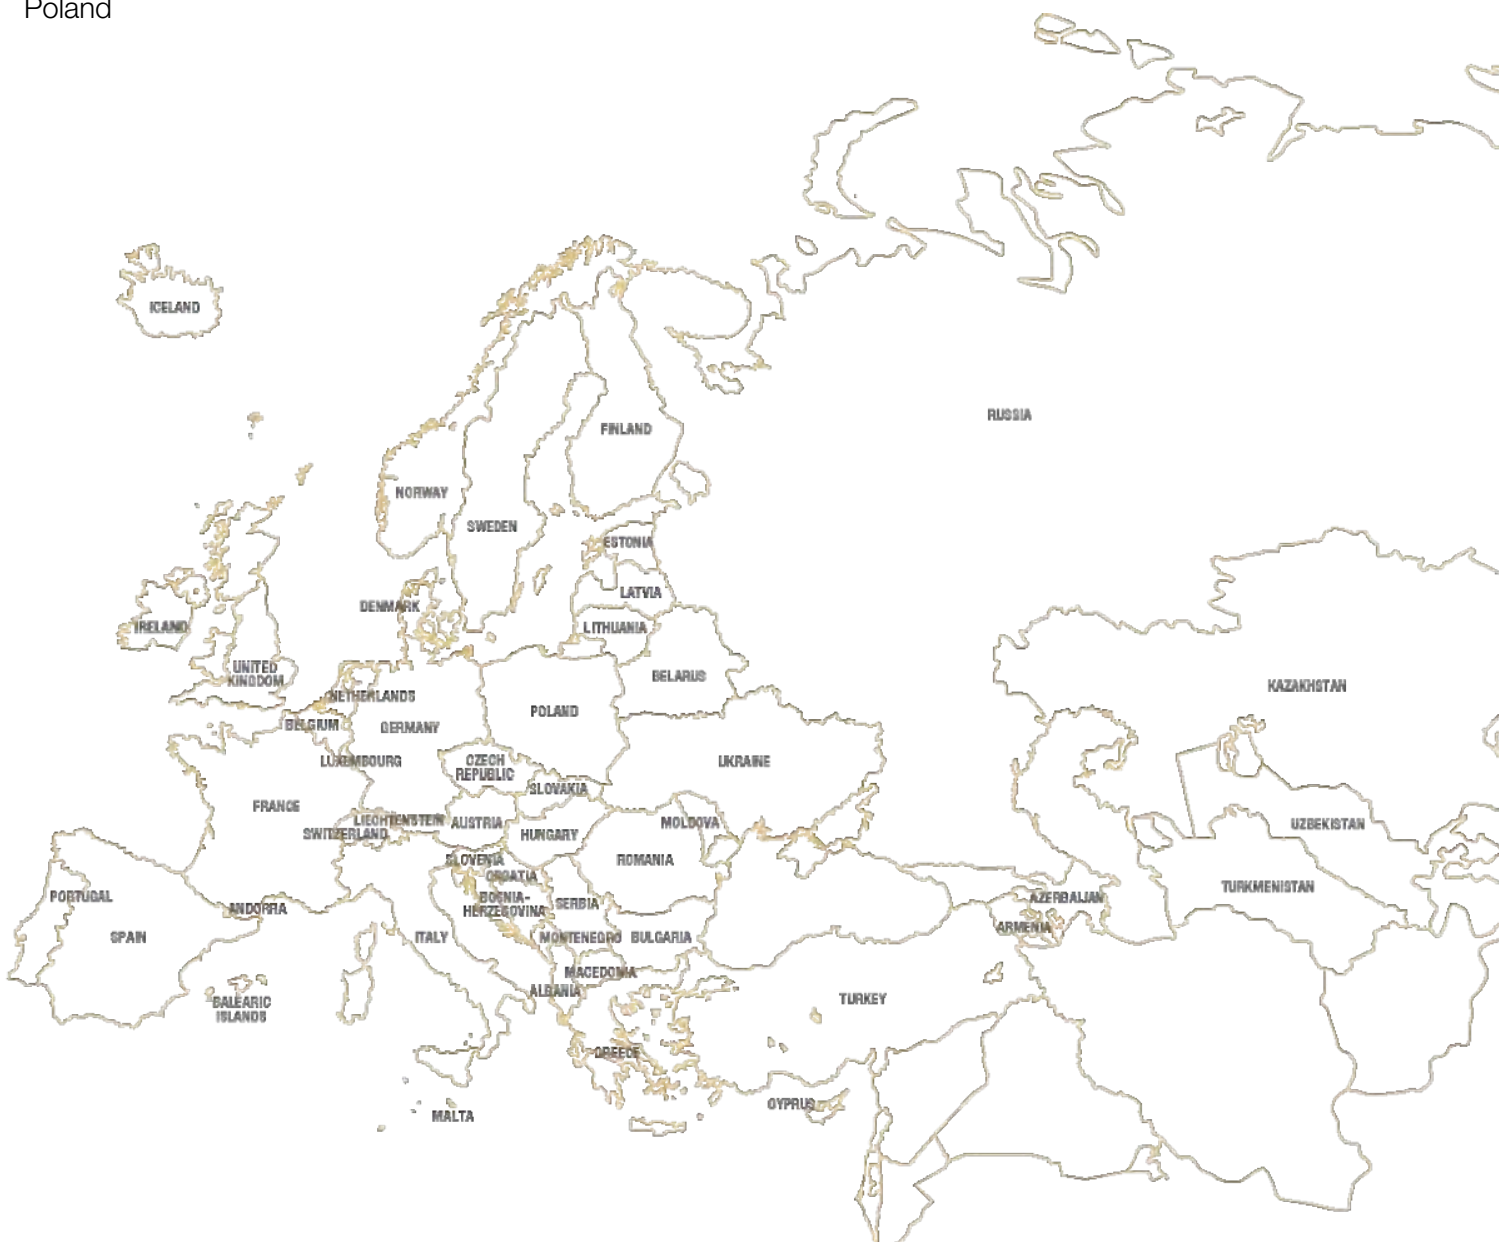 Poland
ICELAND
RUSSIA
FINLAND
NORWAY
SWEDEN
ESTONIA
LATVIA
DENMARK
LITHUANIA
IRELAND
UNITED
KINGDOM
BELARUS
KAZAKHSTAN
NETHERLANDS
POLAND
BELGIUM
GERMANY
LUXEMBOURG
CZECH
REPUBLIC
UKRAINE
SLOVAKIA
FRANCE
LIECHTENSTEIN
SWITZERLAND
AUSTRIA
MOLDOVA
UZBEKISTAN
HUNGARY
SLOVENIA
ROMANIA
CROATIA
TURKMENISTAN
PORTUGAL
BOSNIA-
HERZEGOVINA
SERBIA
AZERBAIJAN
ANDORRA
ARMENIA
SPAIN
ITALY
MONTENEGRO
BULGARIA
MACEDONIA
ALBANIA
TURKEY
BALEARIC
ISLANDS
GREECE
CYPRUS
MALTA